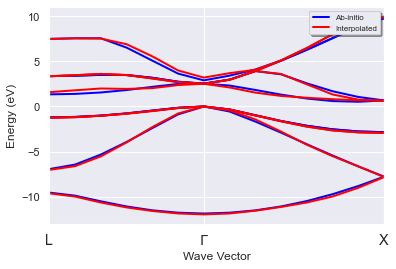 Ab-initio
Interpolated
10
5
0
−5
−10
Energy (eV)
L
Γ
X
Wave Vector